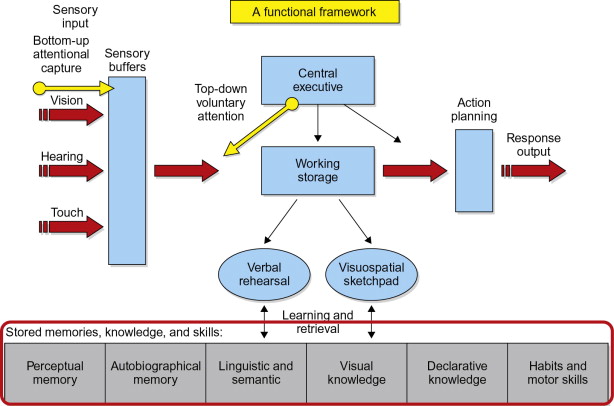 Sensory
input
A functional framework
Bottom-up
attentional
capture
Sensory
buffers
Vision
Hearing
Touch
Top-down
voluntary
attention
Central
executive
Working
storage
Action
planning
Response
output
Verbal
rehearsal
Visuospatial
sketchpad
Learning and
retrieval
Stored memories, knowledge, and skills:
Perceptual
memory
Autobiographical
memory
Linguistic and
semantic
Visual
knowledge
Declarative
knowledge
Habits and
motor skills